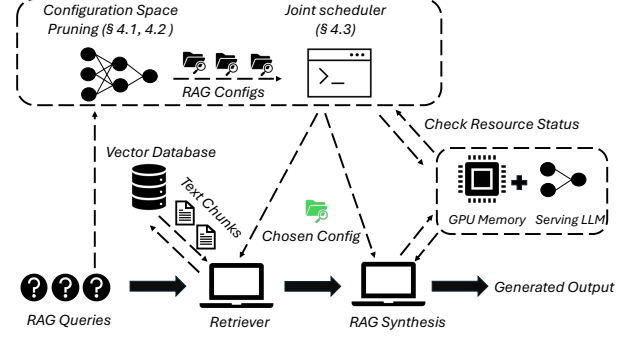 Configuration Space
Pruning (§ 4.1, 4.2 )
Joint scheduler
(§ 4.3)
>_
RAG Configs
Check Resource Status
Vector Database
Text Chunks
GPU Memory
Serving LLM
Chosen Config
? ? ?
Generated Output
RAG Queries
Retriever
RAG Synthesis